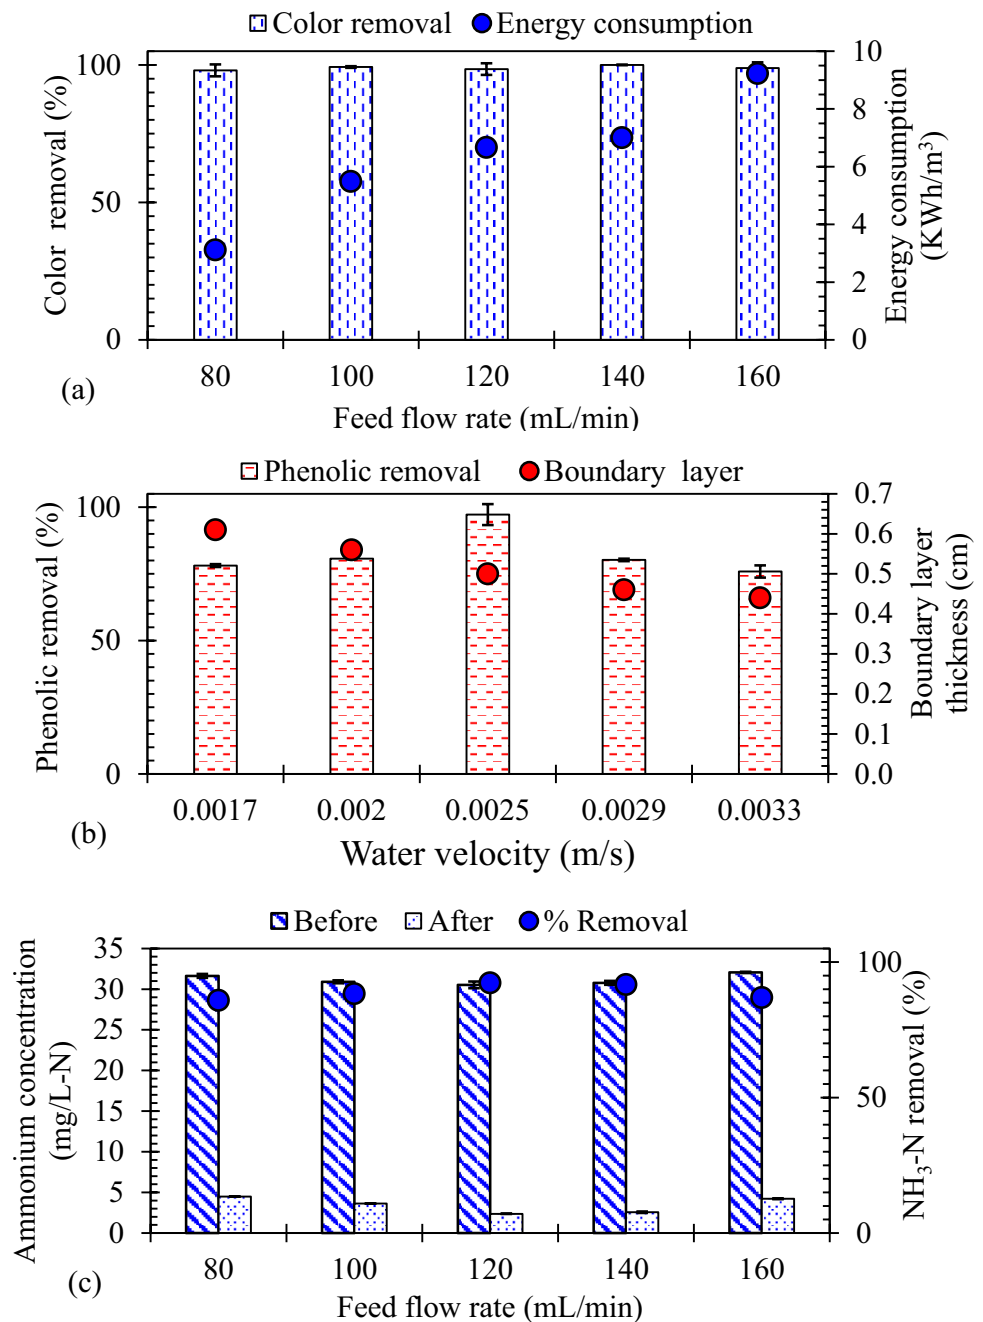 Color removal Energy consumption
Color removal (%)
100
50
0
10
8
6
4
2
0
Energy consumption
(KWh/m³)
80 100 120 140 160
(a)
Feed flow rate (mL/min)
Phenolic removal Boundary layer
Phenolic removal (%)
100
50
0
0.7
0.6
0.5
0.4
0.3
0.2
0.1
0.0
Boundary layer
thickness (cm)
0.0017 0.002 0.0025 0.0029 0.0033
(b)
Water velocity (m/s)
Before After % Removal
Ammonium concentration
(mg/L-N)
35
30
25
20
15
10
5
0
100
50
0
NH₃-N removal (%)
80 100 120 140 160
(c)
Feed flow rate (mL/min)